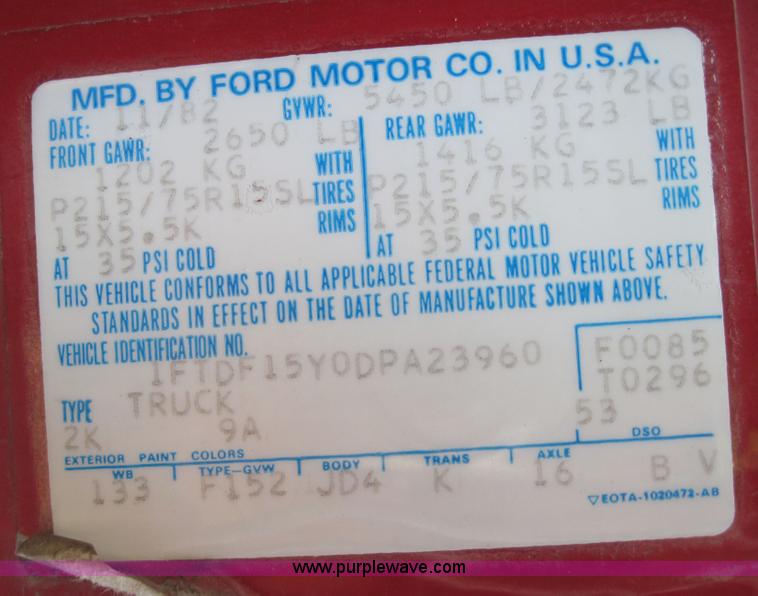 MFD. BY FORD MOTOR CO. IN U.S.A.
DATE: 11/82 GVWR: 5450 LB/2472KG
FRONT GAWR: 2650 LB REAR GAWR: 3123 LB
1202 KG WITH 1416 KG WITH
P215/75R15SL TIRES P215/75R15SL TIRES
15X5.5K RIMS 15X5.5K RIMS
AT 35 PSI COLD AT 35 PSI COLD
THIS VEHICLE CONFORMS TO ALL APPLICABLE FEDERAL MOTOR VEHICLE SAFETY
STANDARDS IN EFFECT ON THE DATE OF MANUFACTURE SHOWN ABOVE.
VEHICLE IDENTIFICATION NO. F0085
1FTDF15Y0DPA23960 T0296
TYPE TRUCK 53
2K 9A DSO
EXTERIOR PAINT COLORS
WB TYPE-GVW BODY TRANS AXLE
133 F152 JD4 K 16 B V
▽EOTA-1020472-AB
www.purplewave.com